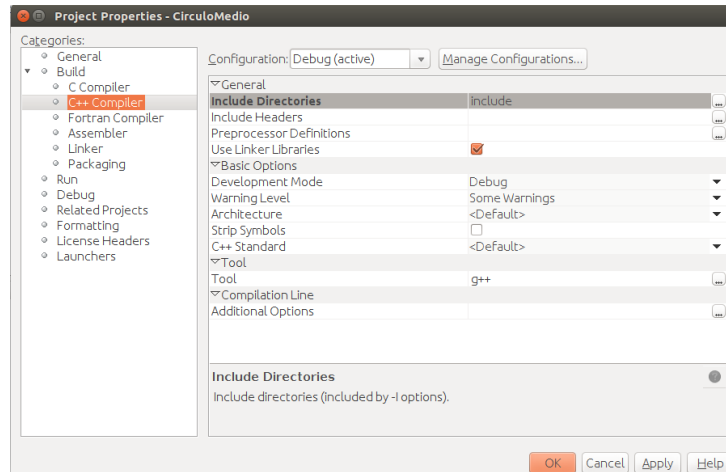 Project Properties - CirculoMedio
Categories:
General
Build
C Compiler
C++ Compiler
Fortran Compiler
Assembler
Linker
Packaging
Run
Debug
Related Projects
Formatting
License Headers
Launchers
Configuration: Debug (active) Manage Configurations...
General
Include Directories include ...
Include Headers ...
Preprocessor Definitions ...
Use Linker Libraries
Basic Options
Development Mode Debug
Warning Level Some Warnings
Architecture <Default>
Strip Symbols
C++ Standard <Default>
Tool
Tool g++ ...
Compilation Line
Additional Options ...
Include Directories
Include directories (included by -I options).
OK Cancel Apply Help